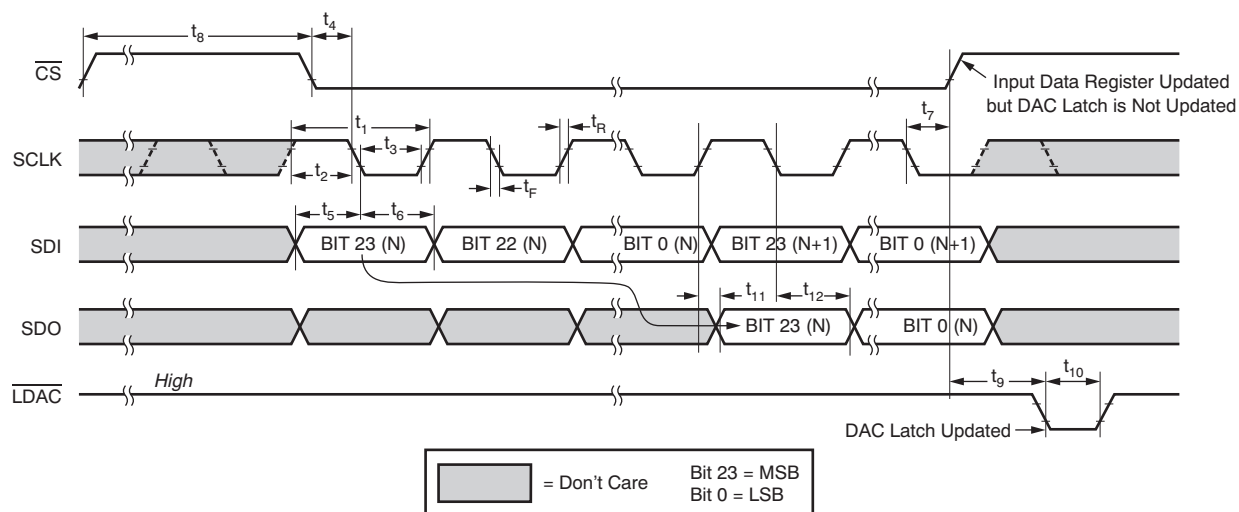 t8
t4
CS
Input Data Register Updated
but DAC Latch is Not Updated
t7
t1
tR
SCLK
t3
t2
tF
t5
t6
SDI
BIT 23 (N)
BIT 22 (N)
BIT 0 (N)
BIT 23 (N+1)
BIT 0 (N+1)
t11
t12
SDO
BIT 23 (N)
BIT 0 (N)
High
t9
t10
LDAC
DAC Latch Updated
= Don't Care
Bit 23 = MSB
Bit 0 = LSB